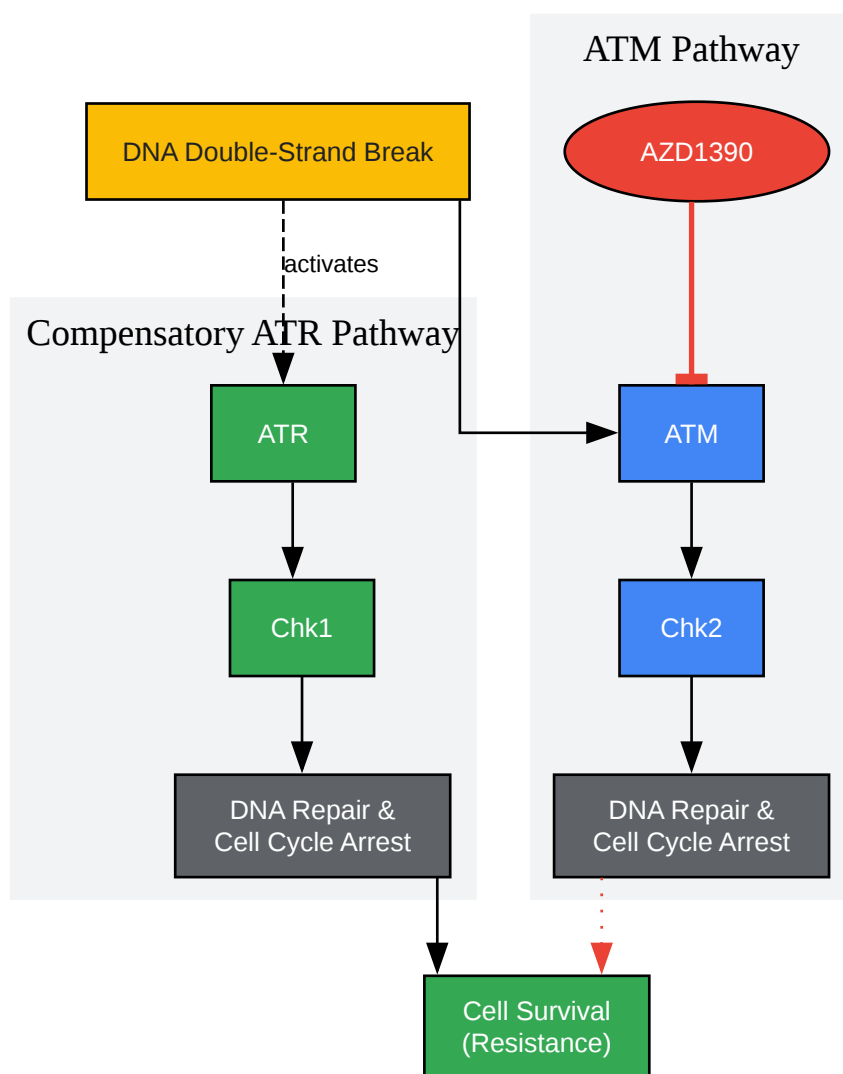 ATM Pathway
DNA Double-Strand Break
AZD1390
activates
Compensatory ATR Pathway
ATR
ATM
Chk1
Chk2
DNA Repair &
Cell Cycle Arrest
DNA Repair &
Cell Cycle Arrest
Cell Survival
(Resistance)